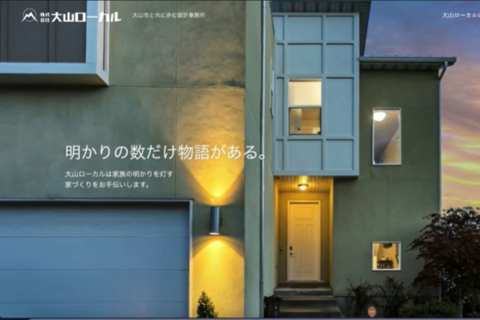 株式会社 大山ローカル
大山市と共に歩む設計事務所
大山ローカル
明かりの数だけ物語がある。
大山ローカルは家族の明かりを灯す
家づくりをお手伝いします。